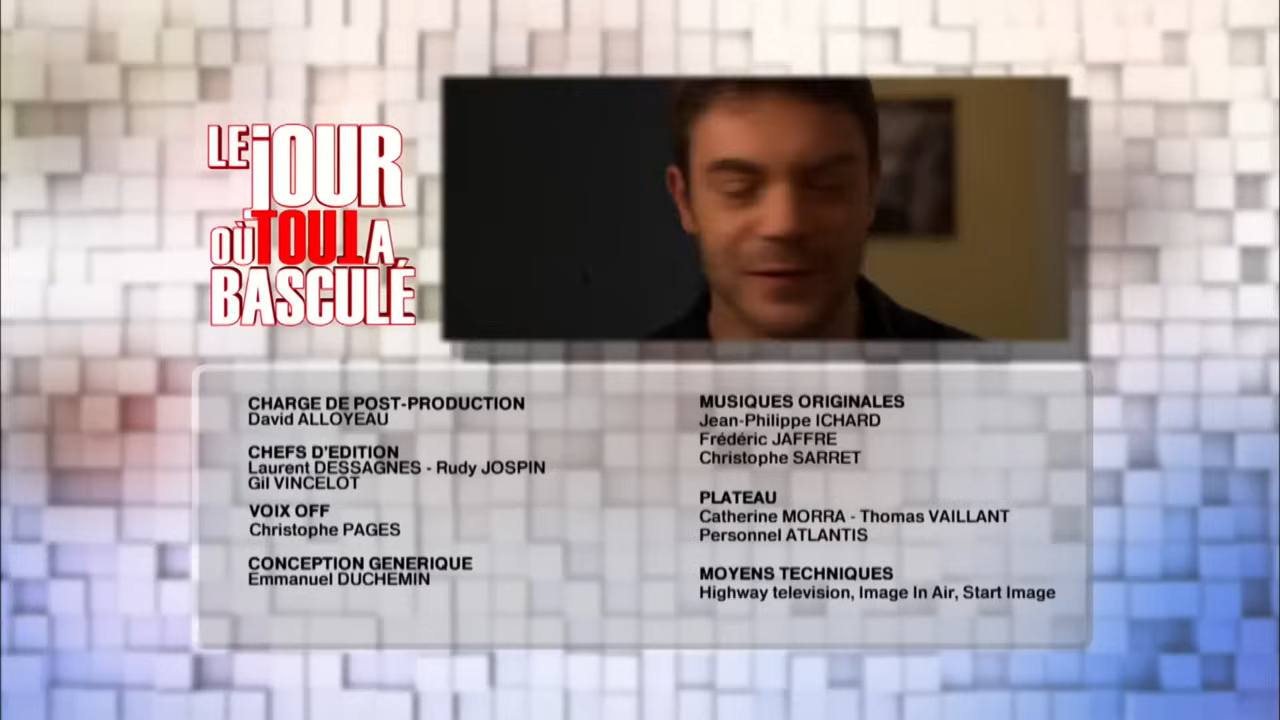 LE JOUR
OÙ TOUT A
BASCULÉ
CHARGE DE POST-PRODUCTION
David ALLOYEAU
CHEFS D'EDITION
Laurent DESSAGNES - Rudy JOSPIN
Gil VINCELOT
VOIX OFF
Christophe PAGES
CONCEPTION GENERIQUE
Emmanuel DUCHEMIN
MUSIQUES ORIGINALES
Jean-Philippe ICHARD
Frédéric JAFFRE
Christophe SARRET
PLATEAU
Catherine MORRA - Thomas VAILLANT
Personnel ATLANTIS
MOYENS TECHNIQUES
Highway television, Image In Air, Start Image